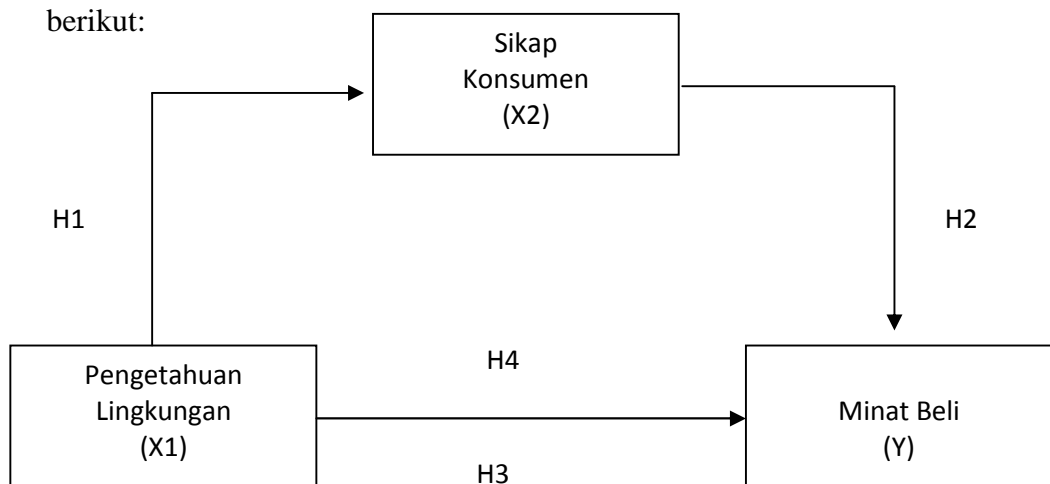 berikut:
Sikap
Konsumen
(X2)
H1
H2
Pengetahuan
Lingkungan
(X1)
H4
H3
Minat Beli
(Y)